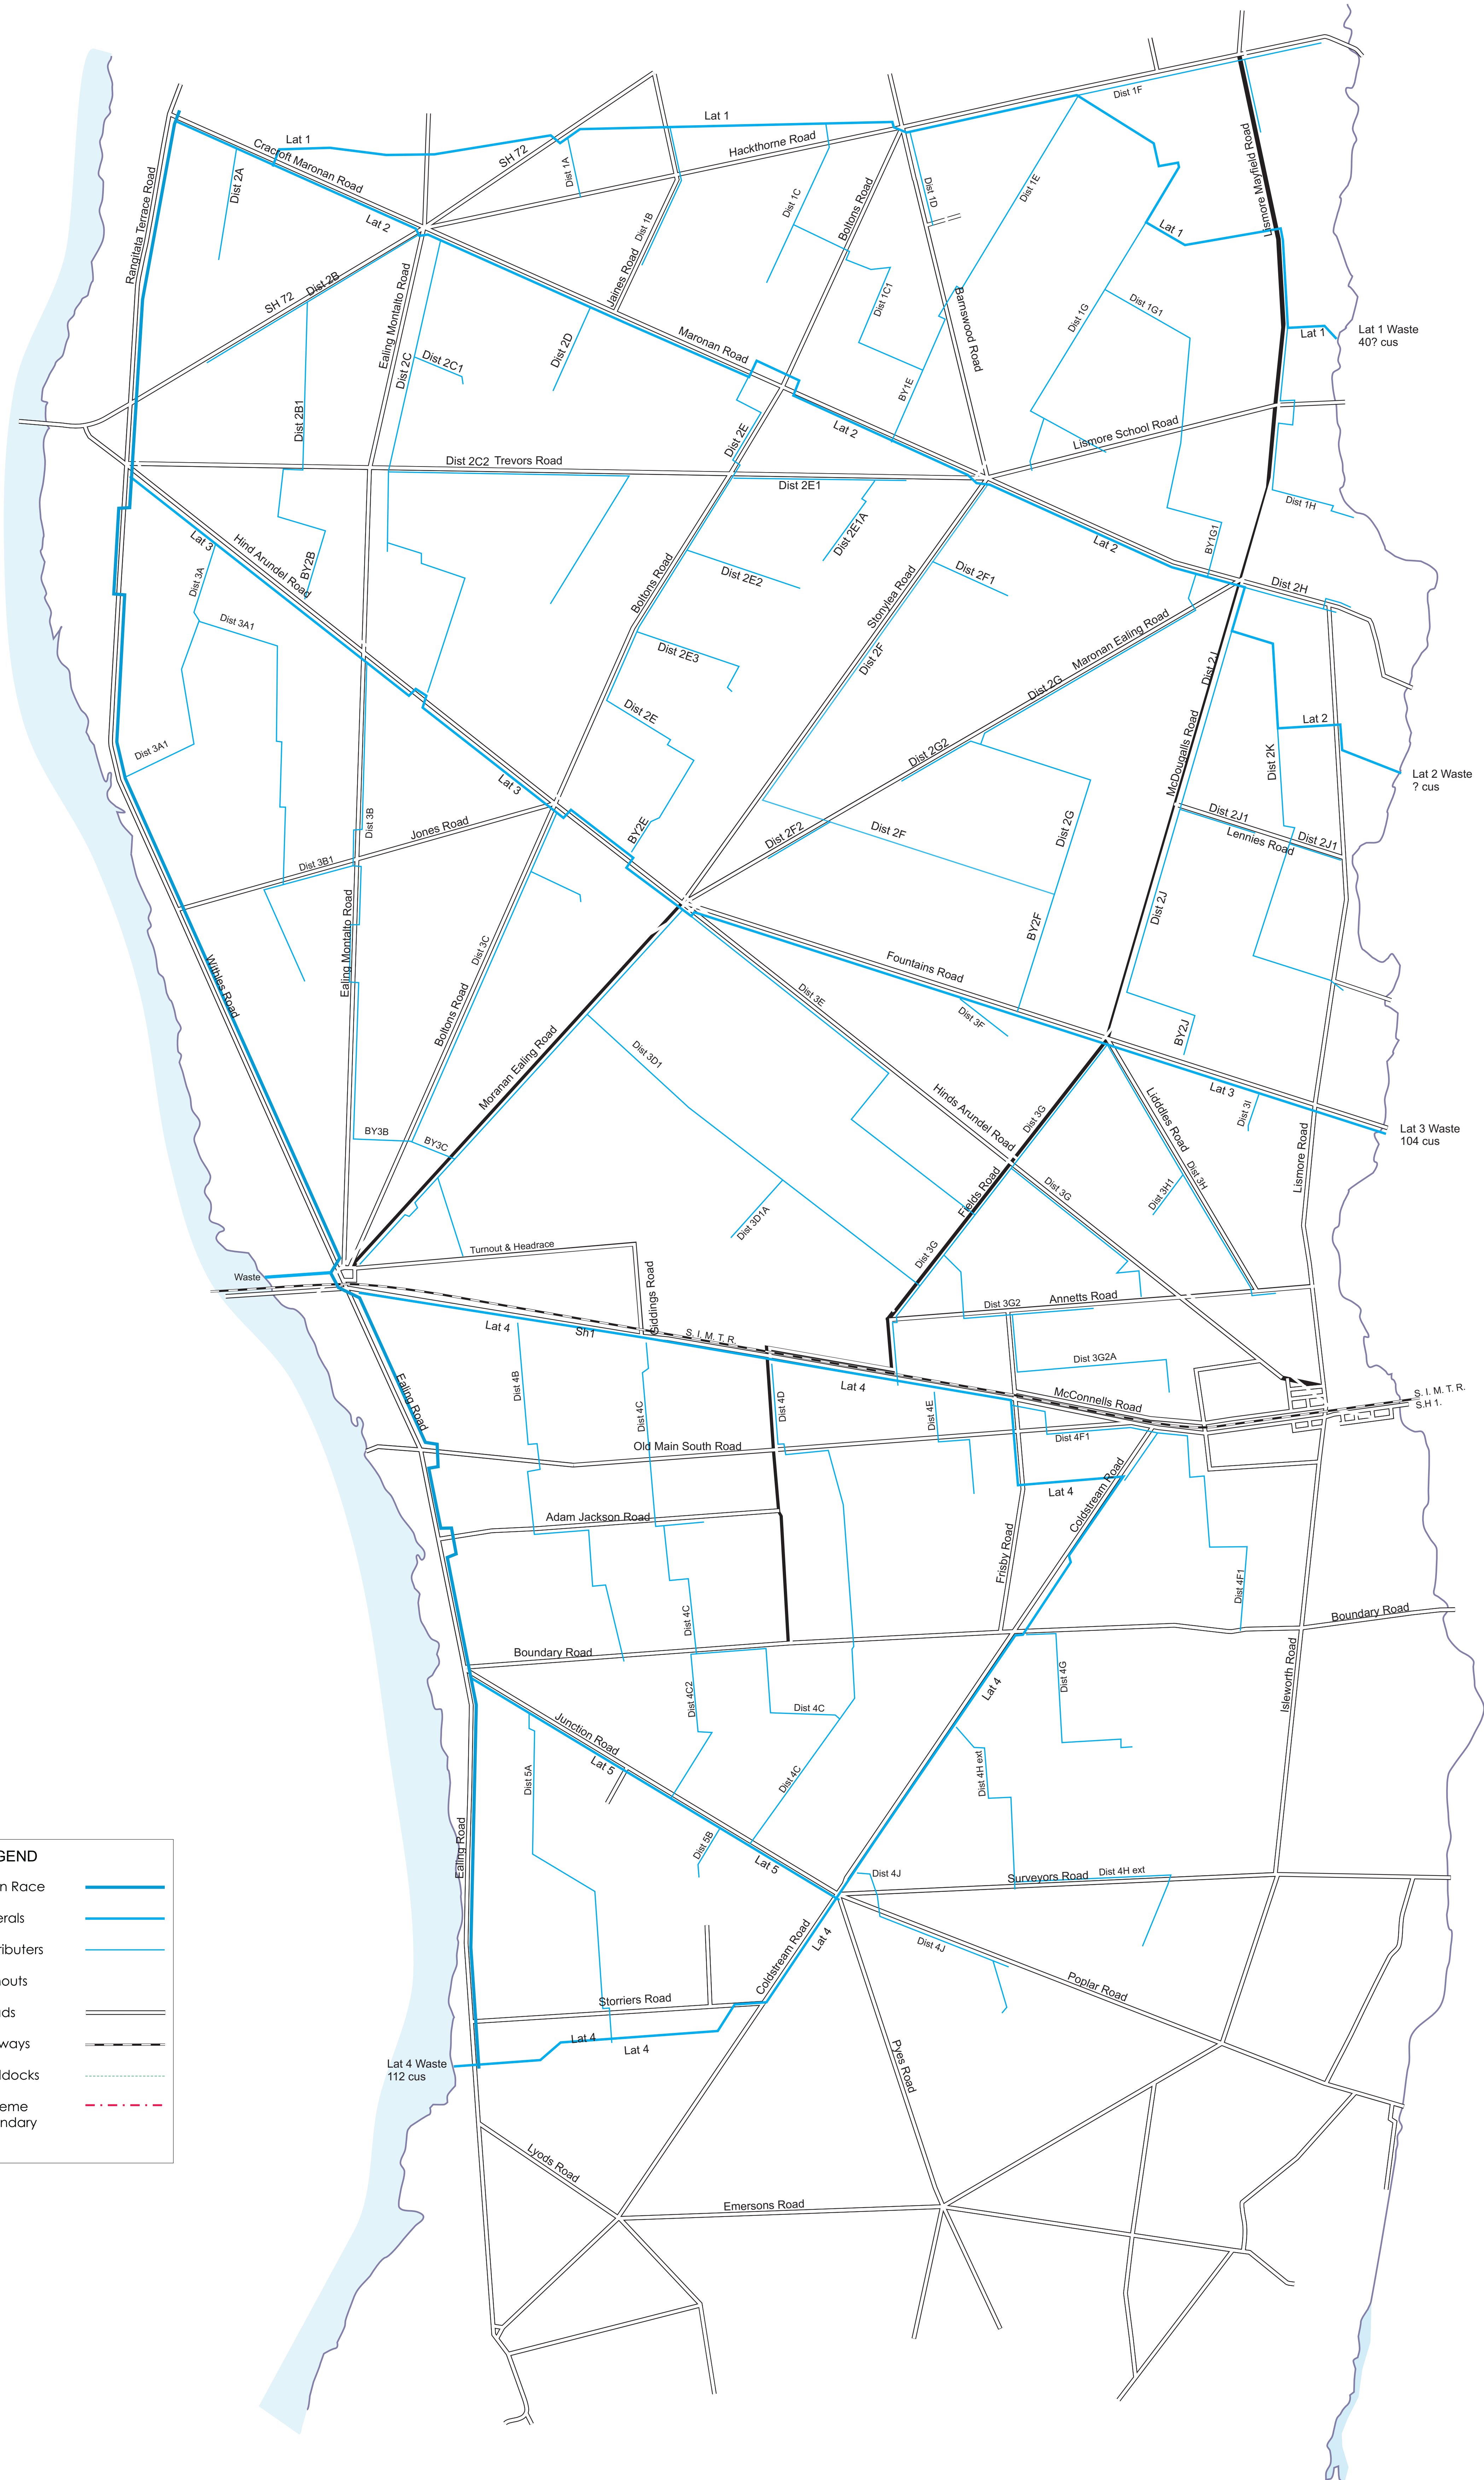 Dist 1F
Lat 1
Lat 1
SH 72
Hackthorne Road
Cracroft Maronan Road
Lismore Mayfield Road
Rangitata Terrace Road
Dist 2A
Dist 1A
Dist 1C
Boltons Road
Dist 1D
Dist 1E
Lat 2
Dist 1B
Lat 1
Jaines Road
SH 72
Dist 2B
Ealing Montalto Road
Dist 2C
Dist 1C1
Barnswood Road
Dist 1G
Dist 1G1
Lat 1
Lat 1 Waste
40? cus
Maronan Road
Dist 2D
Dist 2C1
BY1E
Dist 2B1
Dist 2E
Lat 2
Lismore School Road
Dist 2C2
Trevors Road
Dist 2E1
Dist 1H
Dist 2E1A
Lat 3
Hind Arundel Road
BY2B
BY1G1
Lat 2
Dist 3A
Boltons Road
Dist 2E2
Dist 2F1
Dist 2H
Stonylea Road
Dist 3A1
Dist 2E3
Dist 2F
Maronan Ealing Road
Dist 2J
Dist 2G
Dist 2E
Lat 2
Dist 3A1
Dist 2G2
McDougalls Road
Dist 2K
Lat 2 Waste
? cus
Lat 3
Dist 3B
Jones Road
BY2E
Dist 2F2
Dist 2F
Dist 2G
Dist 2J1
Lennies Road
Dist 2J1
Dist 3B1
Ealing Montalto Road
Dist 2J
BY2F
Dist 3C
Withles Road
Fountains Road
Dist 3E
Boltons Road
Dist 3F
BY2J
Moranan Ealing Road
Dist 3D1
Lat 3
Hinds Arundel Road
Dist 3G
Lidddles Road
Dist 3I
Lat 3 Waste
104 cus
BY3B
BY3C
Lismore Road
Dist 3H
Fields Road
Dist 3G
Dist 3H1
Dist 3D1A
Turnout & Headrace
Dist 3G
Waste
Giddings Road
Annetts Road
Dist 3G2
Lat 4
Sh1
S. I. M. T. R.
Dist 3G2A
Lat 4
Dist 4B
Ealing Road
Dist 4C
Dist 4D
Dist 4E
McConnells Road
S. I. M. T. R.
S.H 1.
Old Main South Road
Dist 4F1
Lat 4
Coldstream Road
Adam Jackson Road
Frisby Road
Dist 4F1
Dist 4C
Boundary Road
Boundary Road
Isleworth Road
Dist 4G
Dist 4C2
Lat 4
Dist 4C
Junction Road
Lat 5
Dist 5A
Dist 4C
Dist 4H ext
Ealing Road
Dist 5B
Lat 5
Dist 4J
Surveyors Road
Dist 4H ext
Coldstream Road
Lat 4
Dist 4J
Poplar Road
Storriers Road
Lat 4
Lat 4
Lat 4 Waste
112 cus
Pyes Road
Lyods Road
Emersons Road
GEND
n Race
erals
ributers
nouts
ds
ways
ldocks
eme
ndary